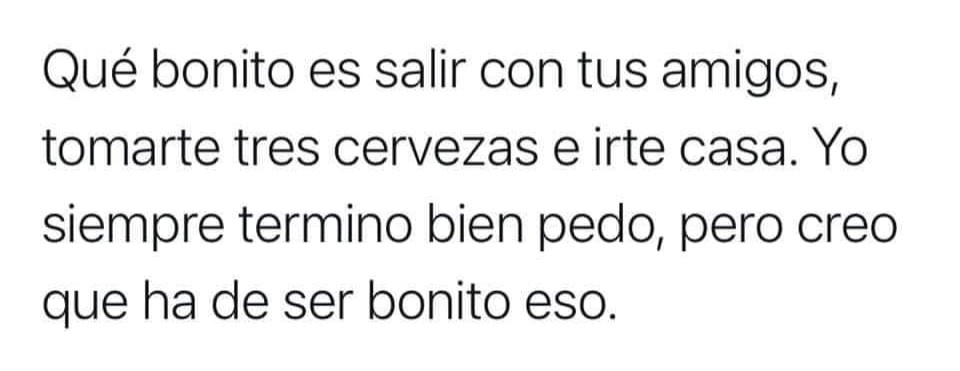 Qué bonito es salir con tus amigos,
tomarte tres cervezas e irte casa. Yo
siempre termino bien pedo, pero creo
que ha de ser bonito eso.